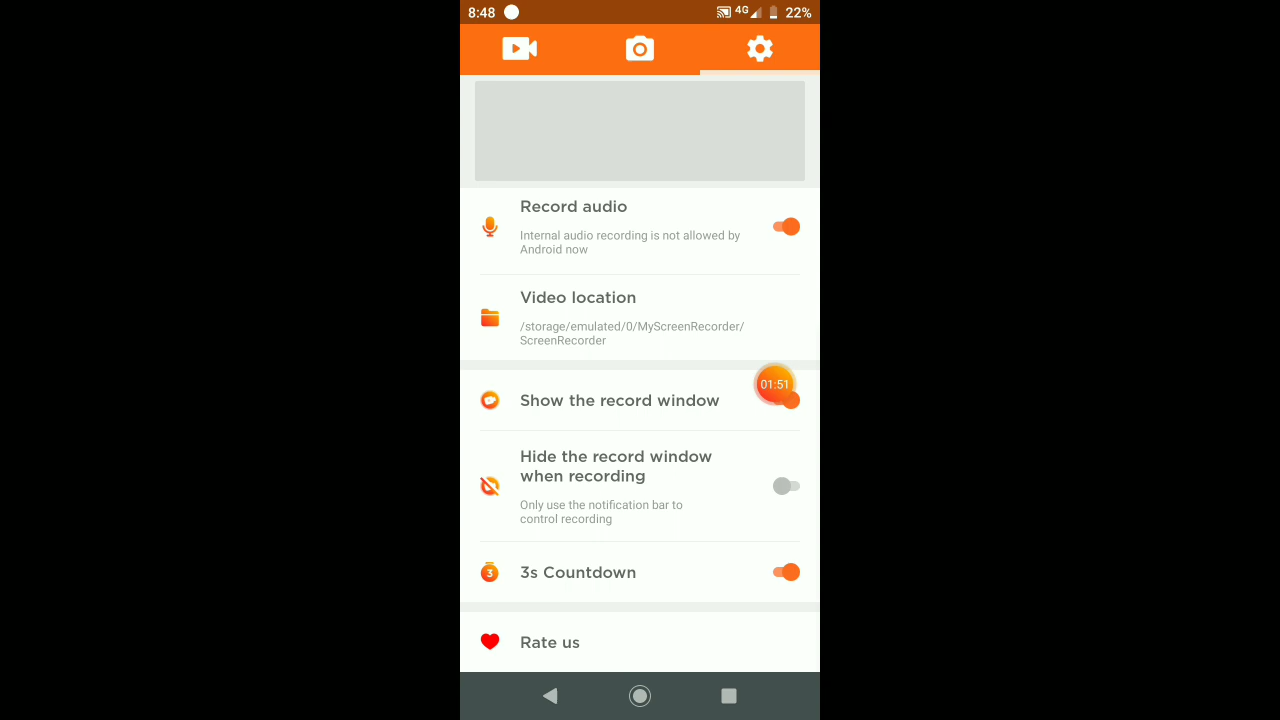 8:48 4G 22%
Record audio
Internal audio recording is not allowed by
Android now
Video location
/storage/emulated/0/MyScreenRecorder/
ScreenRecorder
01:51
Show the record window
Hide the record window
when recording
Only use the notification bar to
control recording
3
3s Countdown
Rate us